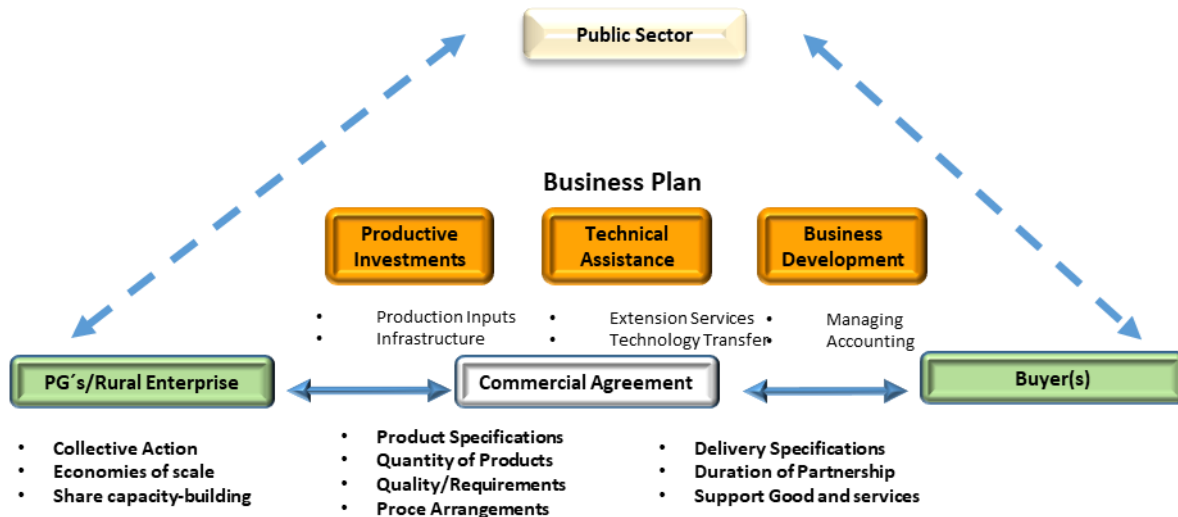 Public Sector
Business Plan
Productive
Investments
Technical
Assistance
Business
Development
• Production Inputs
• Infrastructure
• Extension Services
• Technology Transfer
• Managing
• Accounting
PG´s/Rural Enterprise
Commercial Agreement
Buyer(s)
• Collective Action
• Economies of scale
• Share capacity-building
• Product Specifications
• Quantity of Products
• Quality/Requirements
• Proce Arrangements
• Delivery Specifications
• Duration of Partnership
• Support Good and services